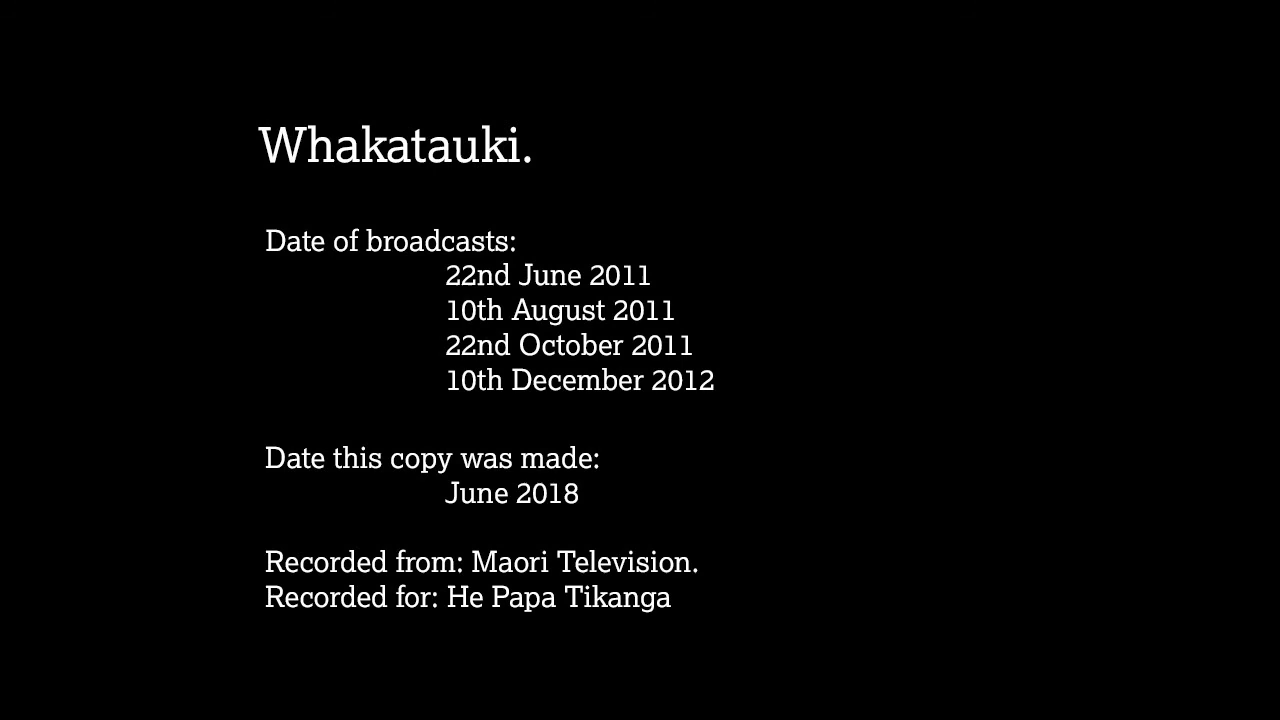 Whakatauki.
Date of broadcasts:
22nd June 2011
10th August 2011
22nd October 2011
10th December 2012
Date this copy was made:
June 2018
Recorded from: Maori Television.
Recorded for: He Papa Tikanga